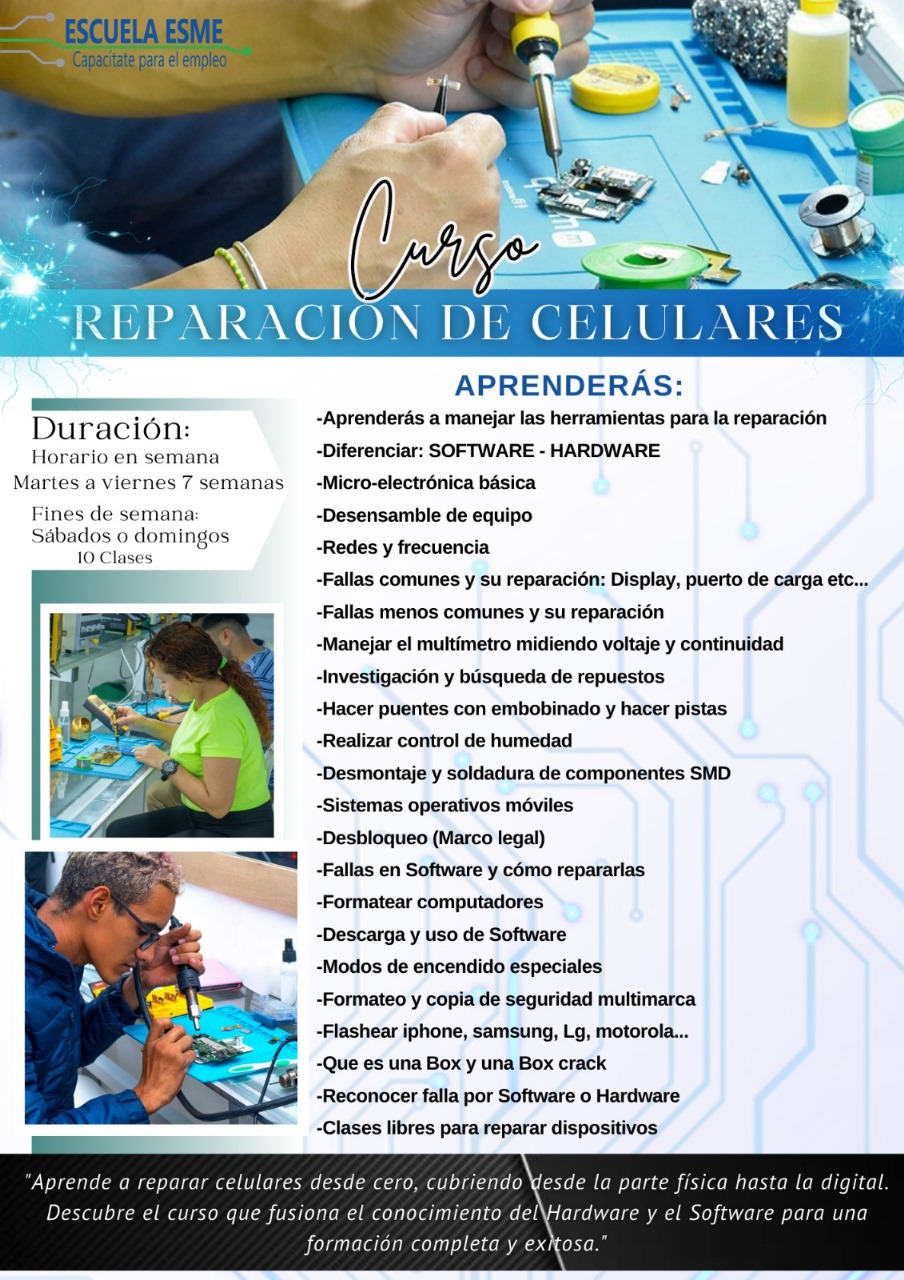 ESCUELA ESME
Capacítate para el empleo
Curso
REPARACIÓN DE CELULARES
APRENDERÁS:
Duración:
Horario en semana
Martes a viernes 7 semanas
Fines de semana:
Sábados o domingos
10 Clases
-Aprenderás a manejar las herramientas para la reparación
-Diferenciar: SOFTWARE - HARDWARE
-Micro-electrónica básica
-Desensamble de equipo
-Redes y frecuencia
-Fallas comunes y su reparación: Display, puerto de carga etc...
-Fallas menos comunes y su reparación
-Manejar el multímetro midiendo voltaje y continuidad
-Investigación y búsqueda de repuestos
-Hacer puentes con embobinado y hacer pistas
-Realizar control de humedad
-Desmontaje y soldadura de componentes SMD
-Sistemas operativos móviles
-Desbloqueo (Marco legal)
-Fallas en Software y cómo repararlas
-Formatear computadores
-Descarga y uso de Software
-Modos de encendido especiales
-Formateo y copia de seguridad multimarca
-Flashear iphone, samsung, Lg, motorola...
-Que es una Box y una Box crack
-Reconocer falla por Software o Hardware
-Clases libres para reparar dispositivos
"Aprende a reparar celulares desde cero, cubriendo desde la parte física hasta la digital.
Descubre el curso que fusiona el conocimiento del Hardware y el Software para una
formación completa y exitosa."